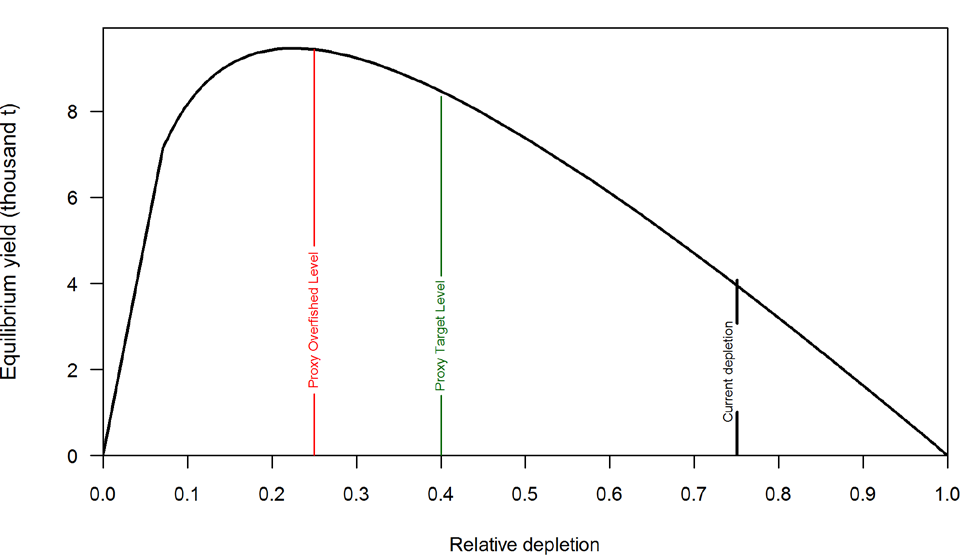 Equilibrium yield (thousand t)
8
6
4
2
0
Proxy Overfished Level
Proxy Target Level
Current depletion
0.0 0.1 0.2 0.3 0.4 0.5 0.6 0.7 0.8 0.9 1.0
Relative depletion